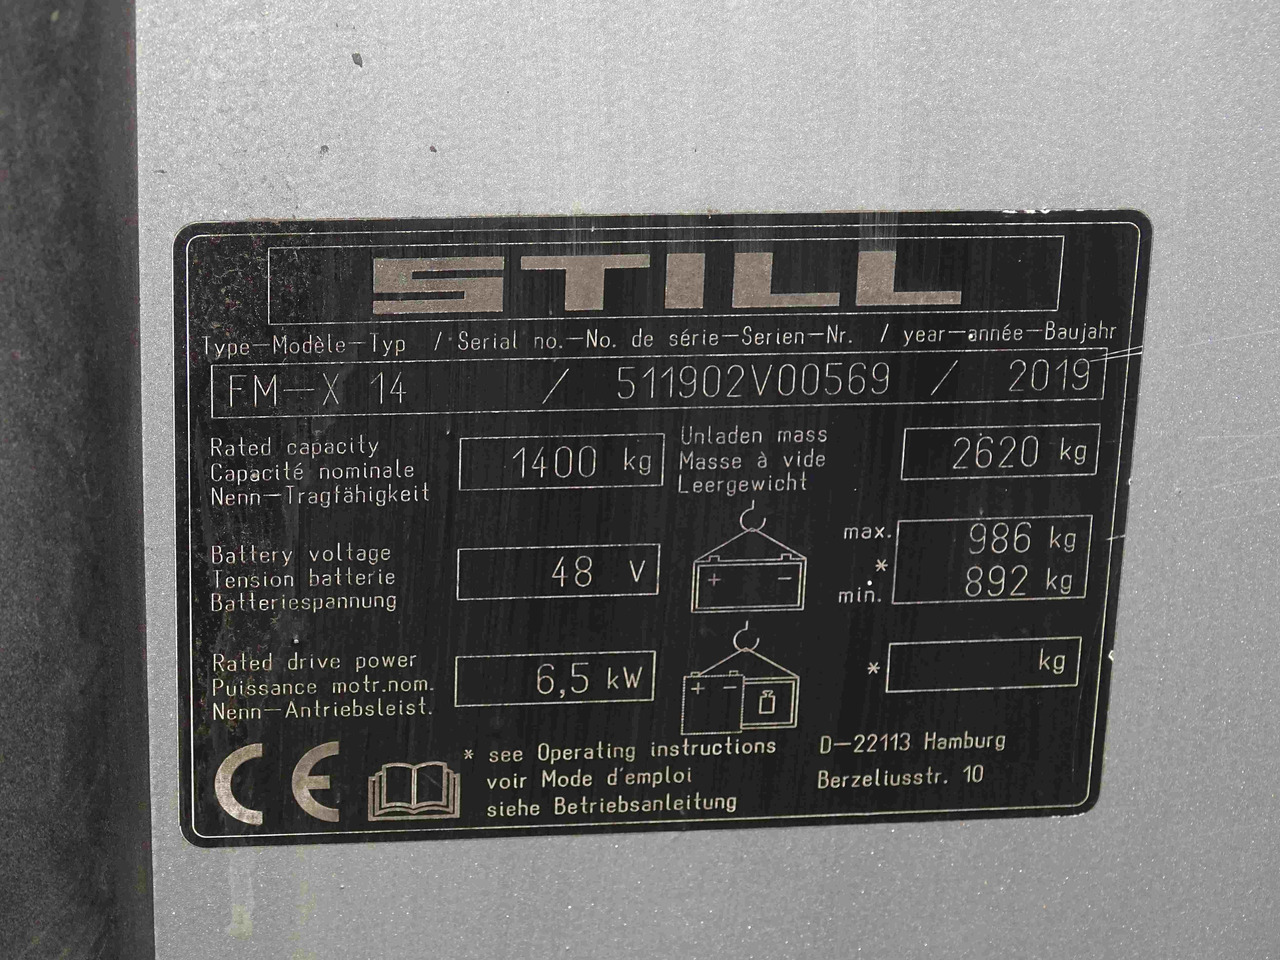 STILL
Type-Modèle-Typ / Serial no.-No. de série-Serien-Nr. / year-année-Baujahr
FM-X 14 / 511902V00569 / 2019
Rated capacity
Capacité nominale
Nenn-Tragfähigkeit
1400 kg
Unladen mass
Masse à vide
Leergewicht
2620 kg
Battery voltage
Tension batterie
Batteriespannung
48 V
+ -
max. 986 kg
*
min. 892 kg
Rated drive power
Puissance motr.nom.
Nenn-Antriebsleist.
6,5 kW
+ -
* kg
CE
* see Operating instructions
voir Mode d'emploi
siehe Betriebsanleitung
D-22113 Hamburg
Berzeliusstr. 10